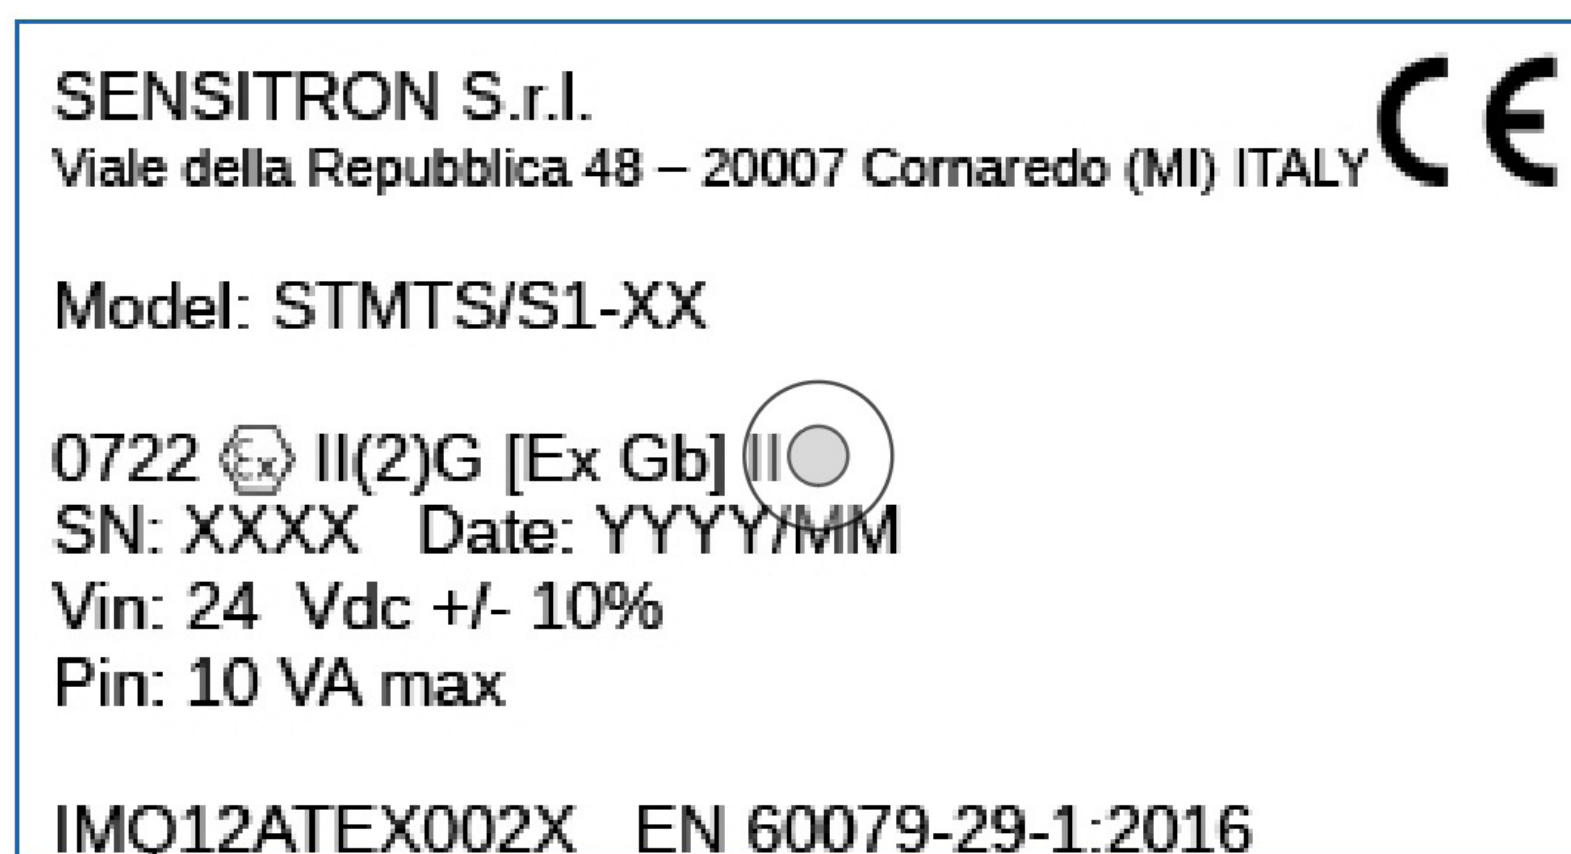 SENSITRON S.r.l.
CE
Viale della Repubblica 48 – 20007 Cornaredo (MI) ITALY
Model: STMTS/S1-XX
0722 Ex II(2)G [Ex Gb] II
SN: XXXX Date: YYYY/MM
Vin: 24 Vdc +/- 10%
Pin: 10 VA max
IMQ12ATEX002X EN 60079-29-1:2016